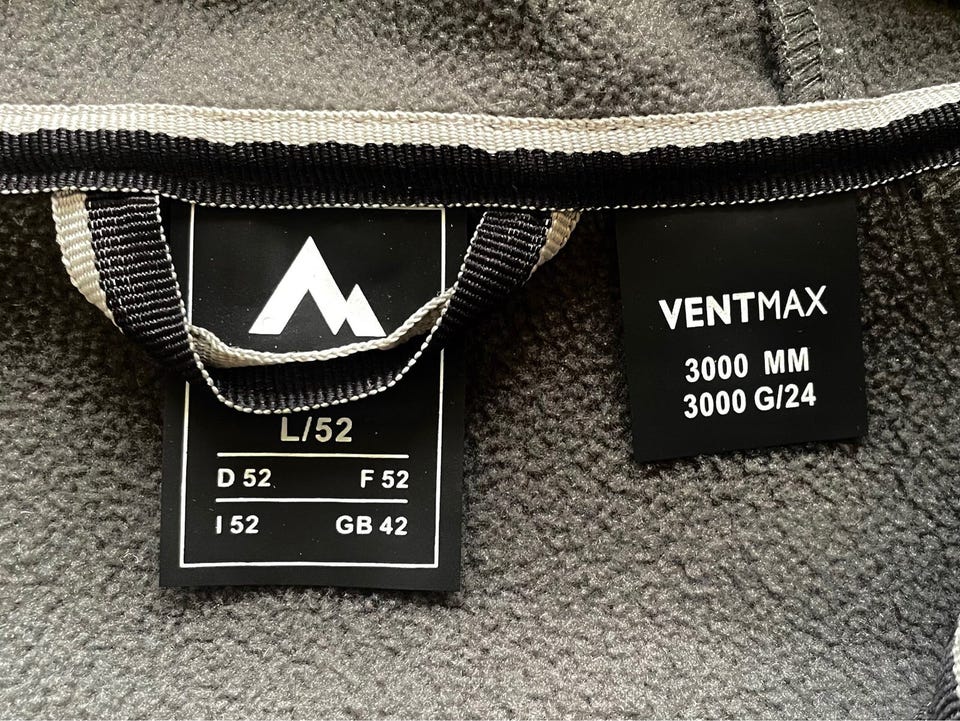 L/52
D 52 F 52
I 52 GB 42
VENTMAX
3000 MM
3000 G/24